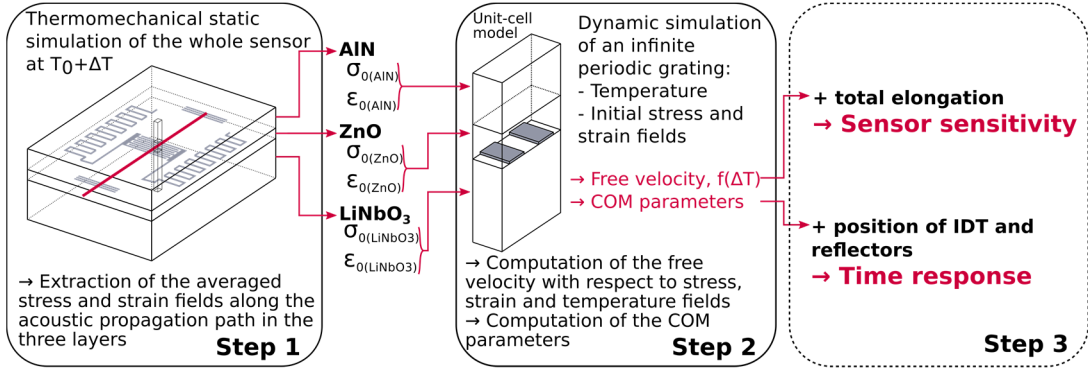 Thermomechanical static
simulation of the whole sensor
at T0+ΔT
→ Extraction of the averaged
stress and strain fields along the
acoustic propagation path in the
three layers
Step 1
AlN
σ0(AlN)
ε0(AlN)
ZnO
σ0(ZnO)
ε0(ZnO)
LiNbO3
σ0(LiNbO3)
ε0(LiNbO3)
Unit-cell
model
Dynamic simulation
of an infinite
periodic grating:
- Temperature
- Initial stress and
strain fields
→ Free velocity, f(ΔT)
→ COM parameters
→ Computation of the free
velocity with respect to stress,
strain and temperature fields
→ Computation of the COM
parameters
Step 2
+ total elongation
→ Sensor sensitivity
+ position of IDT and
reflectors
→ Time response
Step 3